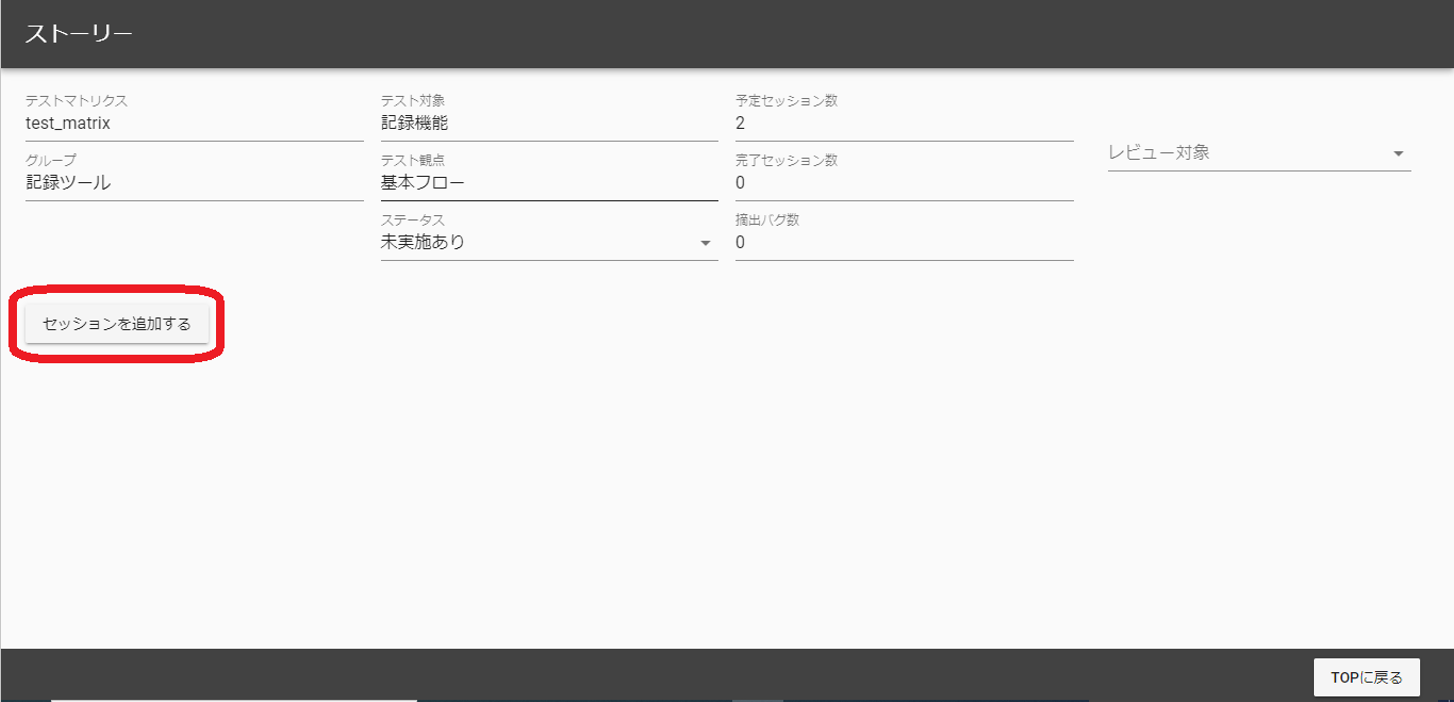 ストーリー
テストマトリクス
test_matrix
グループ
記録ツール
テスト対象
記録機能
テスト観点
基本フロー
ステータス
未実施あり
予定セッション数
2
完了セッション数
0
摘出バグ数
0
レビュー対象
セッションを追加する
TOPに戻る